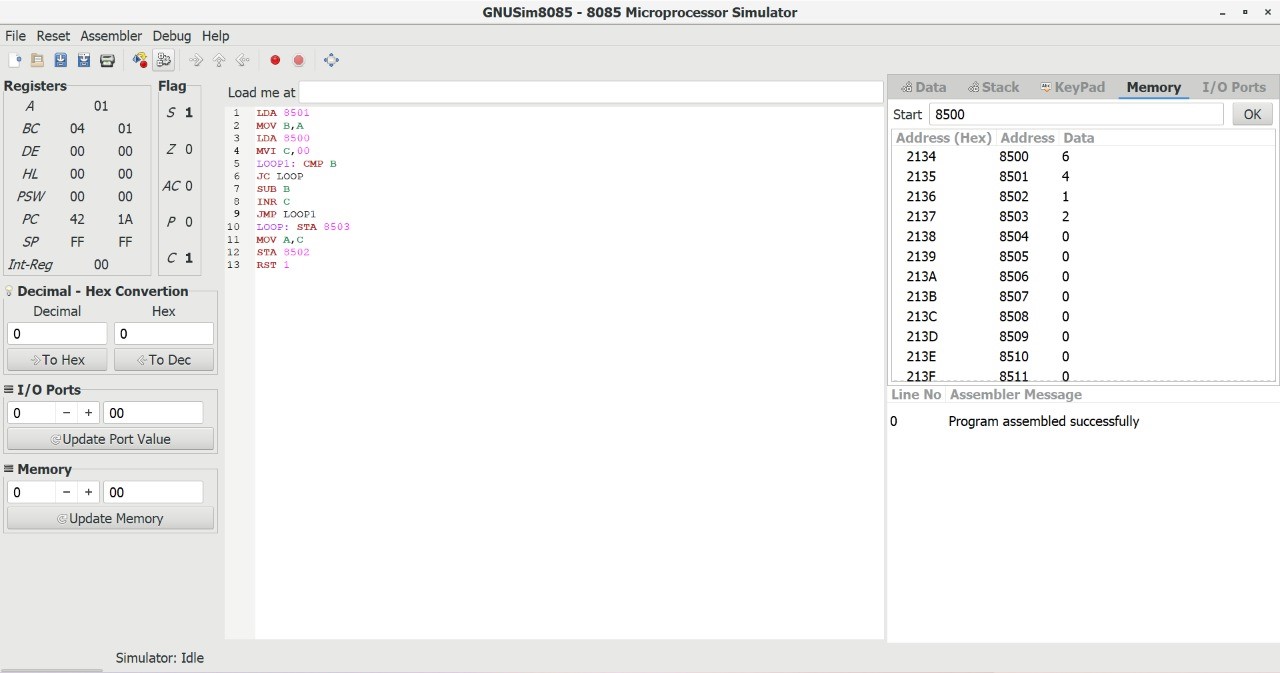 GNUSim8085 - 8085 Microprocessor Simulator
File Reset Assembler Debug Help
Registers
A 01
BC 04 01
DE 00 00
HL 00 00
PSW 00 00
PC 42 1A
SP FF FF
Int-Reg 00
Flag
S 1
Z 0
AC 0
P 0
C 1
Decimal - Hex Convertion
Decimal Hex
0 0
To Hex To Dec
I/O Ports
0 − + 00
Update Port Value
Memory
0 − + 00
Update Memory
Load me at
1 LDA 8501
2 MOV B,A
3 LDA 8500
4 MVI C,00
5 LOOP1: CMP B
6 JC LOOP
7 SUB B
8 INR C
9 JMP LOOP1
10 LOOP: STA 8503
11 MOV A,C
12 STA 8502
13 RST 1
Data Stack KeyPad Memory I/O Ports
Start 8500 OK
Address (Hex) Address Data
2134 8500 6
2135 8501 4
2136 8502 1
2137 8503 2
2138 8504 0
2139 8505 0
213A 8506 0
213B 8507 0
213C 8508 0
213D 8509 0
213E 8510 0
213F 8511 0
Line No Assembler Message
0 Program assembled successfully
Simulator: Idle